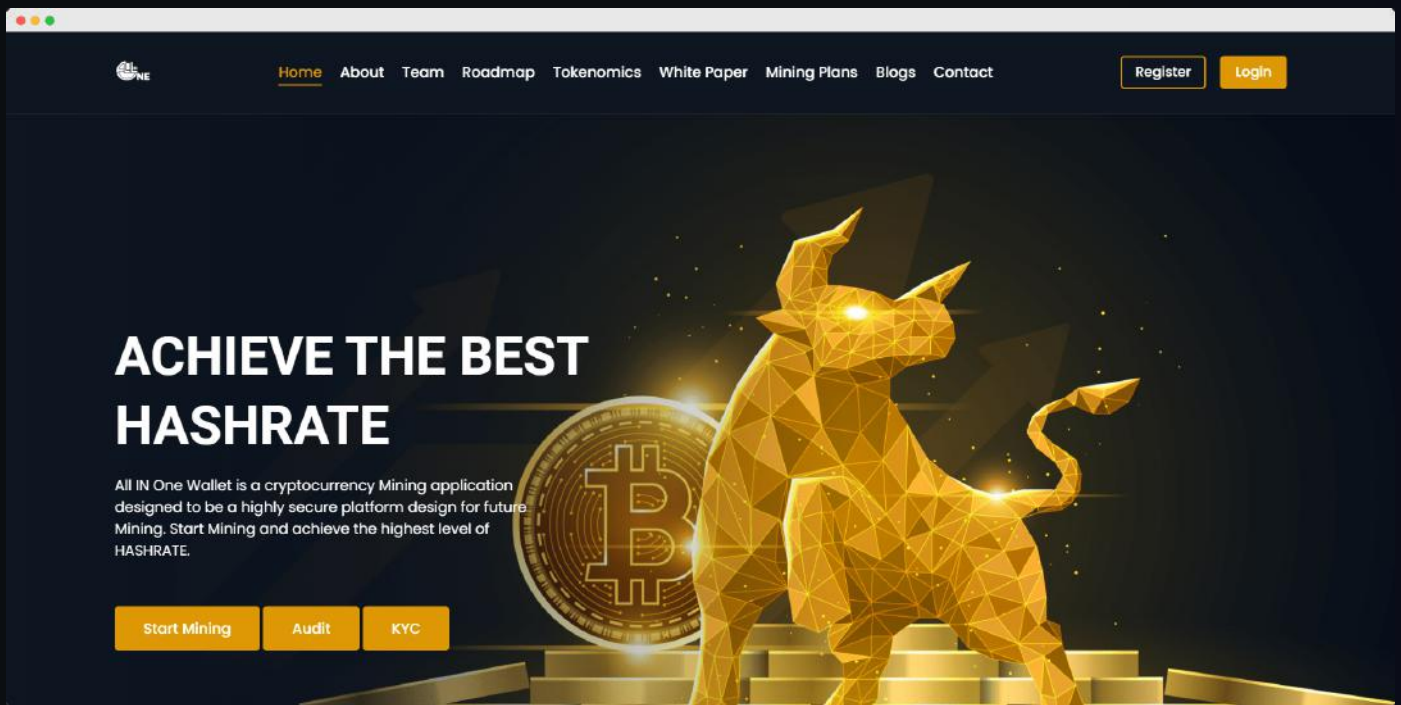 NE
Home About Team Roadmap Tokenomics White Paper Mining Plans Blogs Contact
Register Login
ACHIEVE THE BEST
HASHRATE
All IN One Wallet is a cryptocurrency Mining application
designed to be a highly secure platform design for future
Mining. Start Mining and achieve the highest level of
HASHRATE.
Start Mining Audit KYC